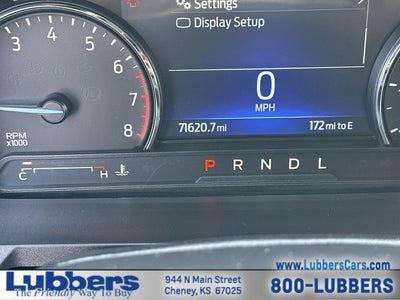 Settings
Display Setup
3 4 5 6 7 8
RPM
x1000
0
MPH
71620.7 mi
172 mi to E
C H
P R N D L
www.LubbersCars.com
Lubbers
The Friendly Way To Buy
944 N Main Street
Cheney, KS 67025
800-LUBBERS